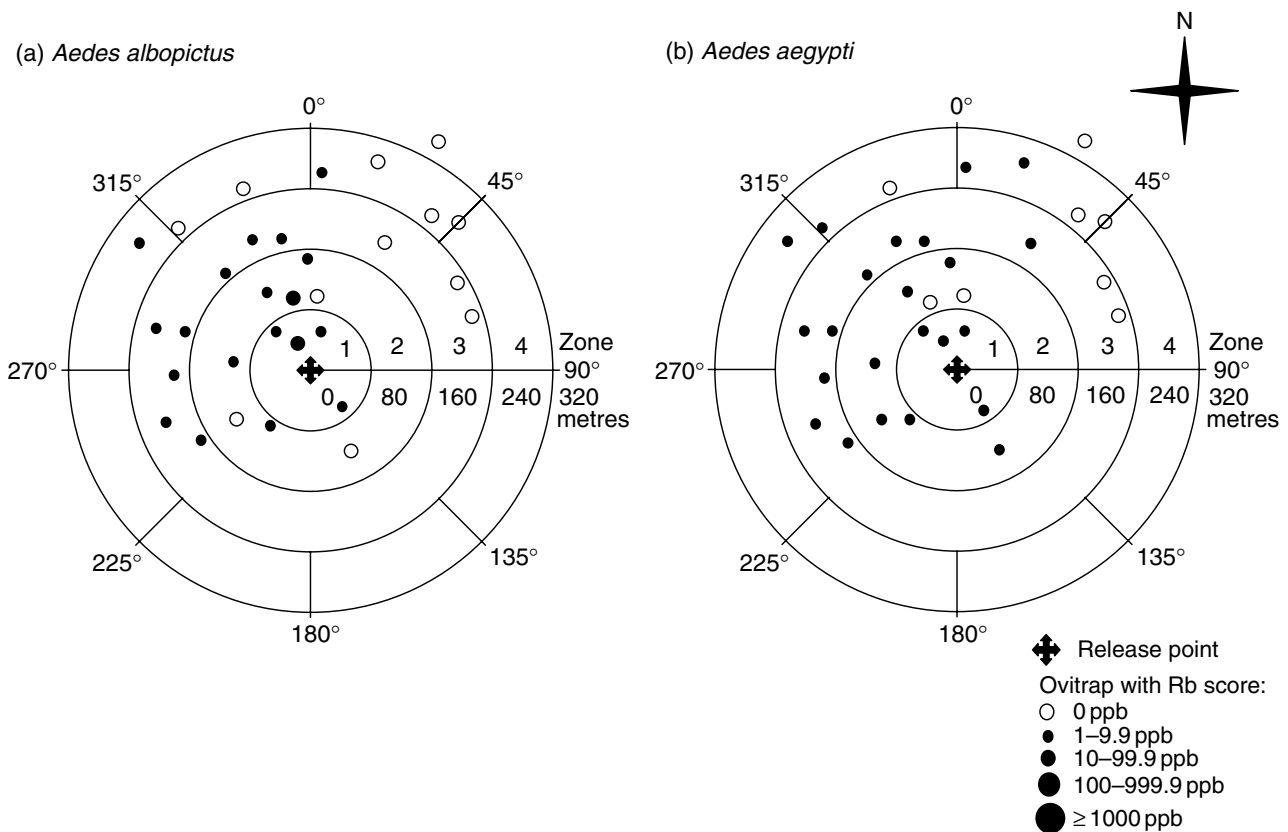 (a) Aedes albopictus
0°
45°
315°
270°
1 2 3 4 Zone
90°
0 80 160 240 320
metres
225°
135°
180°
(b) Aedes aegypti
N
0°
45°
315°
270°
1 2 3 4 Zone
90°
0 80 160 240 320
metres
225°
135°
180°
Release point
Ovitrap with Rb score:
0 ppb
1–9.9 ppb
10–99.9 ppb
100–999.9 ppb
≥ 1000 ppb